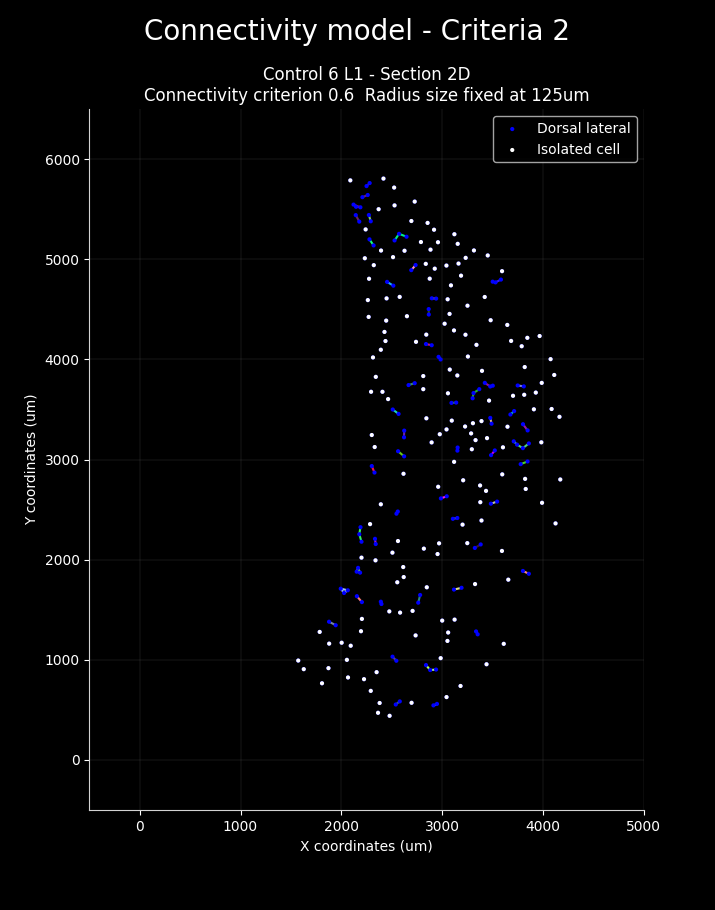 Connectivity model - Criteria 2
Control 6 L1 - Section 2D
Connectivity criterion 0.6  Radius size fixed at 125um
Dorsal lateral
Isolated cell
6000
5000
4000
3000
2000
1000
0
Y coordinates (um)
0
1000
2000
3000
4000
5000
X coordinates (um)